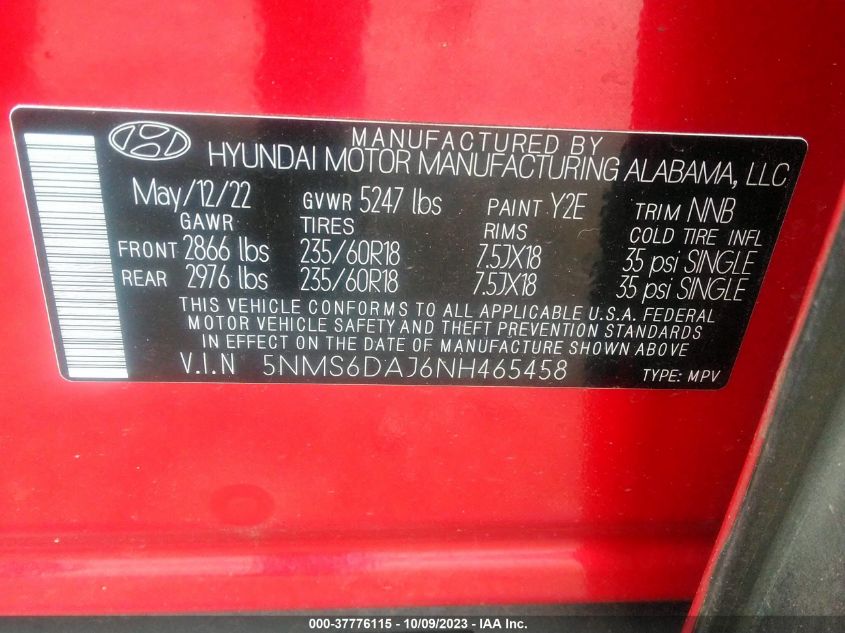 MANUFACTURED BY
HYUNDAI MOTOR MANUFACTURING ALABAMA, LLC
May/12/22 GVWR 5247 lbs PAINT Y2E TRIM NNB
GAWR TIRES RIMS COLD TIRE INFL
FRONT 2866 lbs 235/60R18 7.5JX18 35 psi SINGLE
REAR 2976 lbs 235/60R18 7.5JX18 35 psi SINGLE
THIS VEHICLE CONFORMS TO ALL APPLICABLE U.S.A. FEDERAL
MOTOR VEHICLE SAFETY AND THEFT PREVENTION STANDARDS
IN EFFECT ON THE DATE OF MANUFACTURE SHOWN ABOVE
V.I.N 5NMS6DAJ6NH465458 TYPE: MPV
000-37776115 - 10/09/2023 - © IAA Inc.